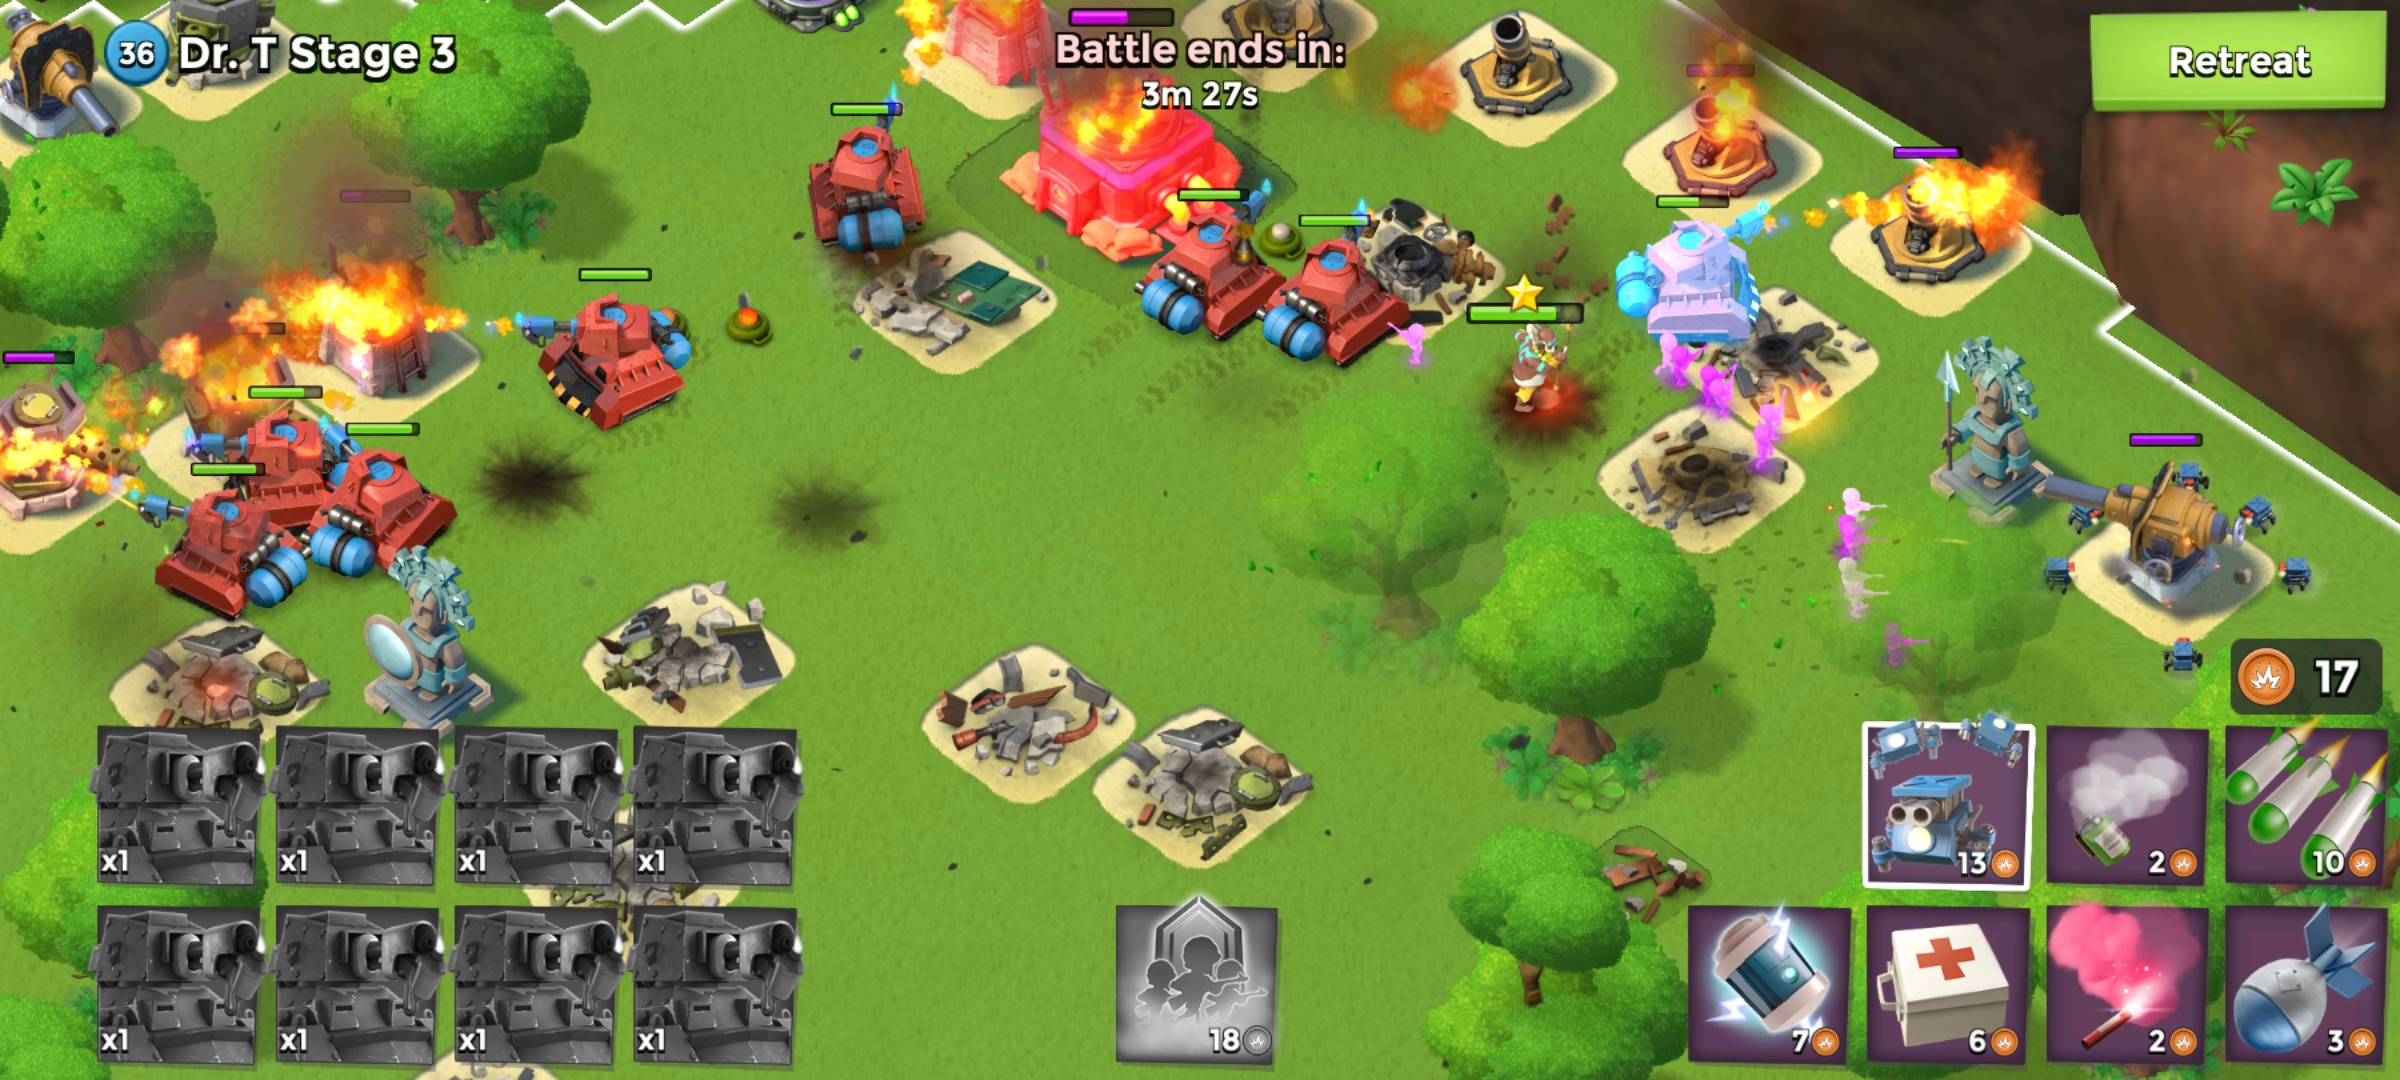 36 Dr. T Stage 3
Battle ends in:
3m 27s
Retreat
17
x1 x1 x1 x1
13 2 10
x1 x1 x1 x1
18
7 6 2 3